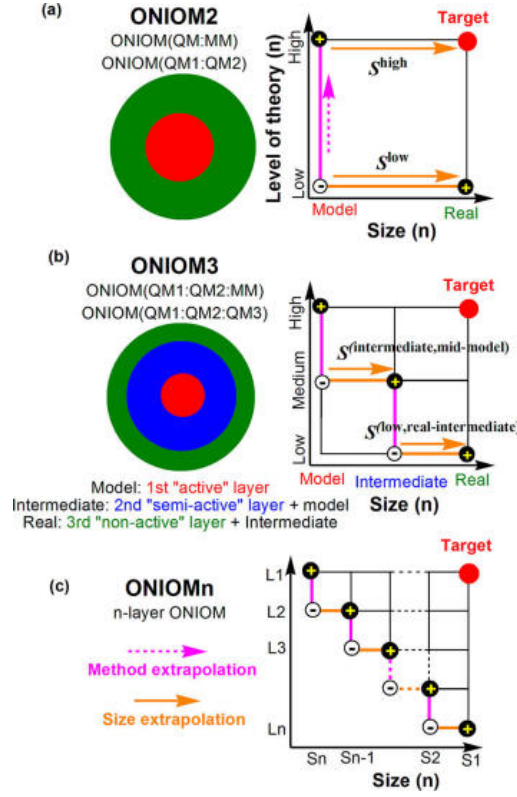 (a)
ONIOM2
ONIOM(QM:MM)
ONIOM(QM1:QM2)
Level of theory (n)
High
Low
Target
S^high
S^low
+
-
+
Model
Real
Size (n)
(b)
ONIOM3
ONIOM(QM1:QM2:MM)
ONIOM(QM1:QM2:QM3)
High
Medium
Low
Target
+
S(intermediate,mid-model)
-
+
S(low,real-intermediate)
-
+
Model
Intermediate
Real
Size (n)
Model: 1st "active" layer
Intermediate: 2nd "semi-active" layer + model
Real: 3rd "non-active" layer + Intermediate
(c)
ONIOMn
n-layer ONIOM
Method extrapolation
Size extrapolation
Target
L1
L2
L3
Ln
+
-
+
-
+
-
+
-
+
Sn
Sn-1
S2
S1
Size (n)